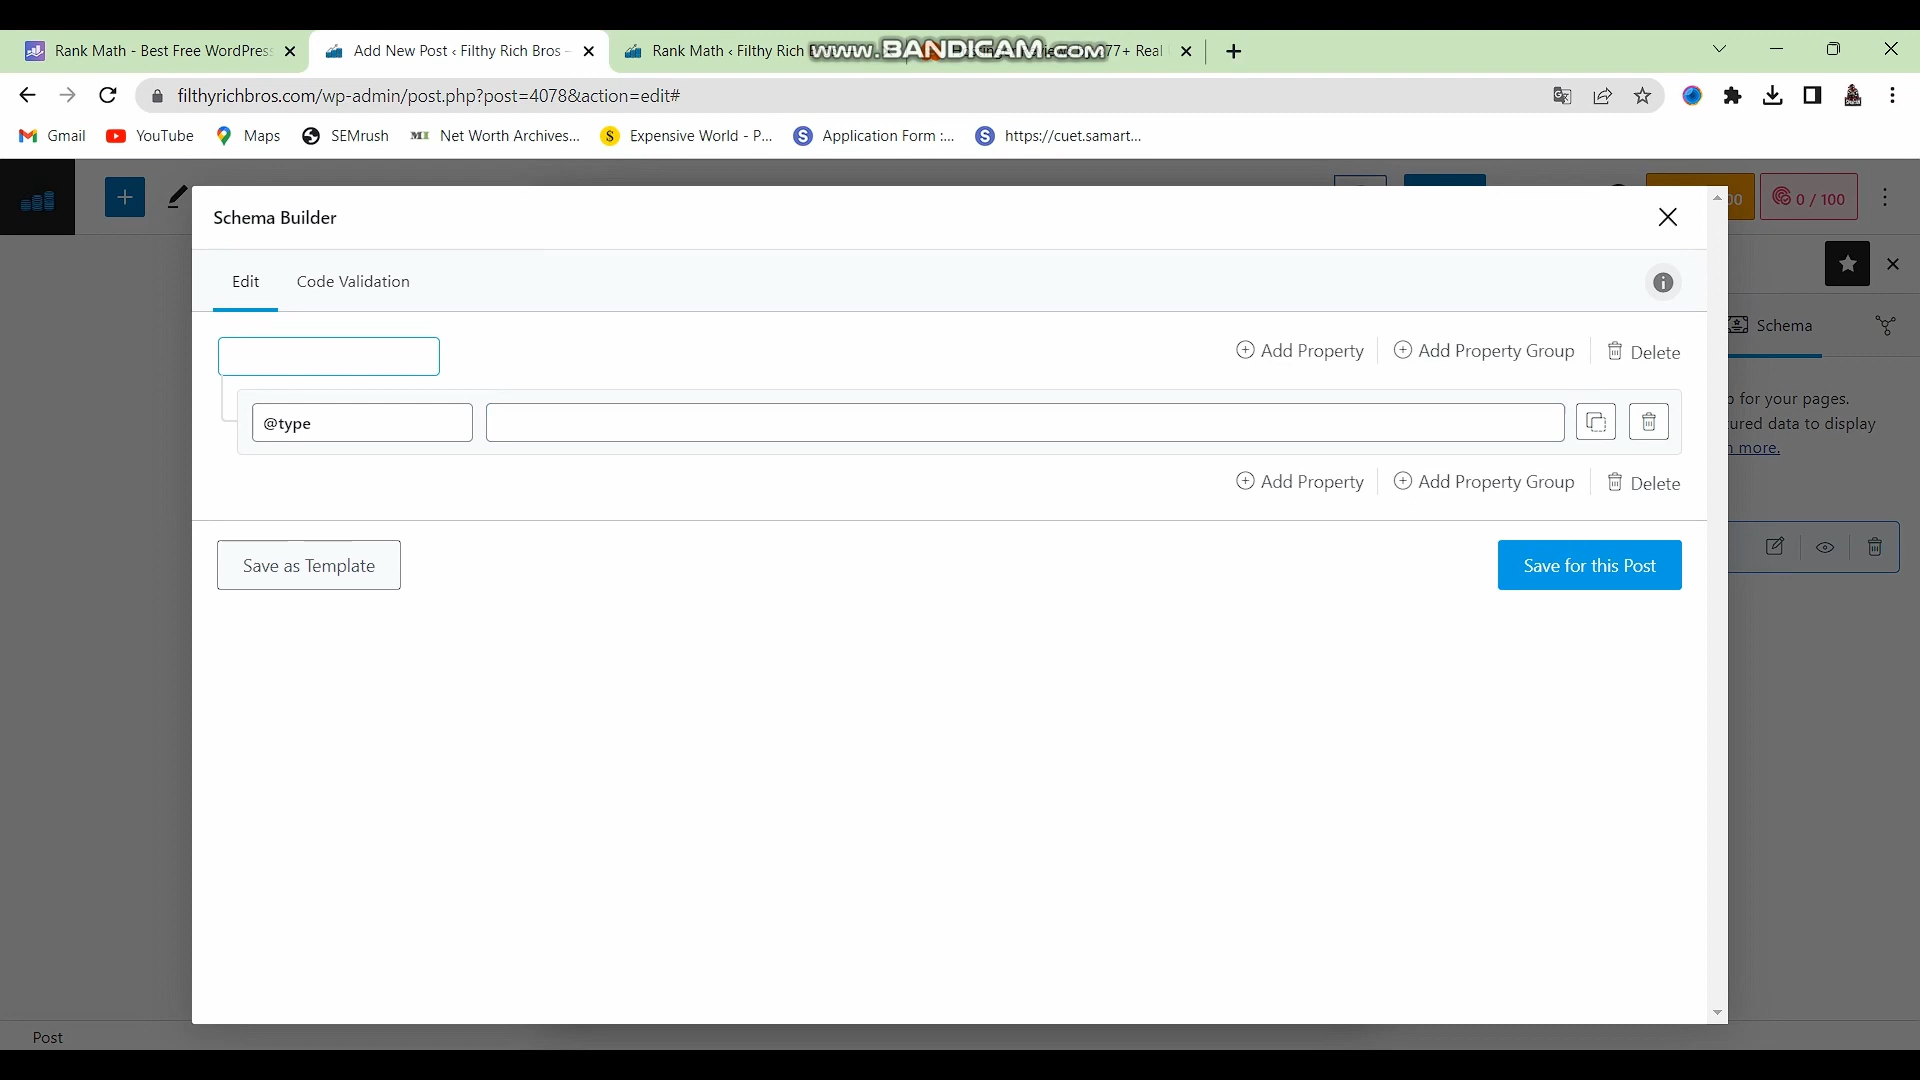 Rank Math - Best Free WordPress
Add New Post ‹ Filthy Rich Bros -
Rank Math ‹ Filthy Rich
www.BANDICAM.com
77+ Real
filthyrichbros.com/wp-admin/post.php?post=4078&action=edit#
Gmail
YouTube
Maps
SEMrush
Net Worth Archives...
Expensive World - P...
Application Form :...
https://cuet.samart...
0 / 100
Schema Builder
Edit
Code Validation
Schema
Add Property
Add Property Group
Delete
for your pages.
ured data to display
more.
@type
Add Property
Add Property Group
Delete
Save as Template
Save for this Post
Post